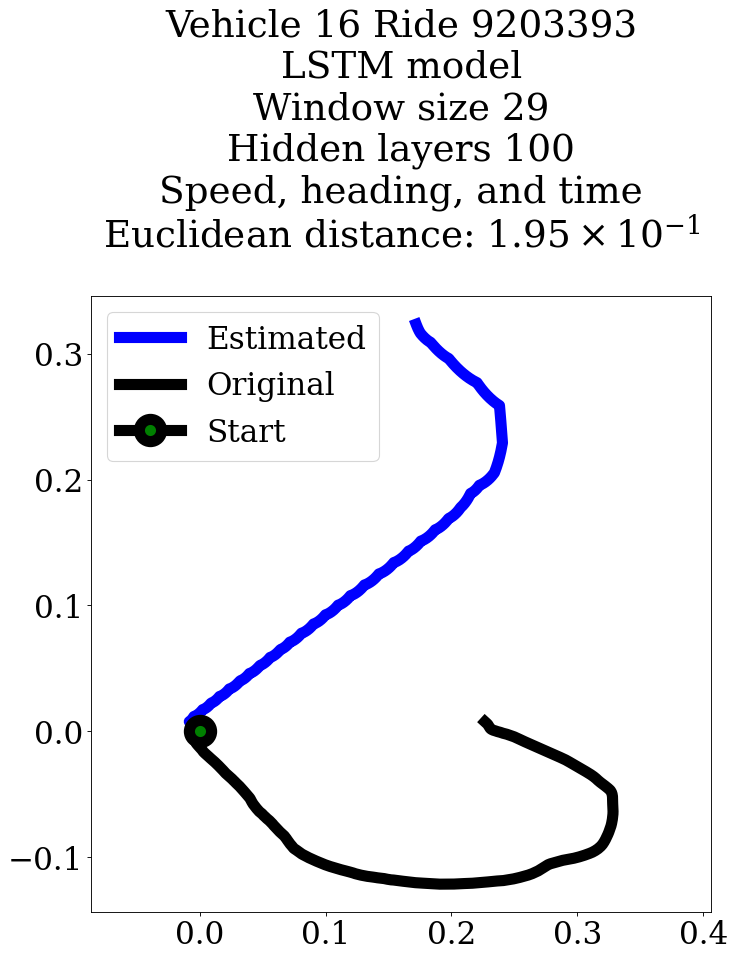 Vehicle 16 Ride 9203393
LSTM model
Window size 29
Hidden layers 100
Speed, heading, and time
Euclidean distance: 1.95 × 10⁻¹
Estimated
Original
Start
0.3
0.2
0.1
0.0
−0.1
0.0 0.1 0.2 0.3 0.4